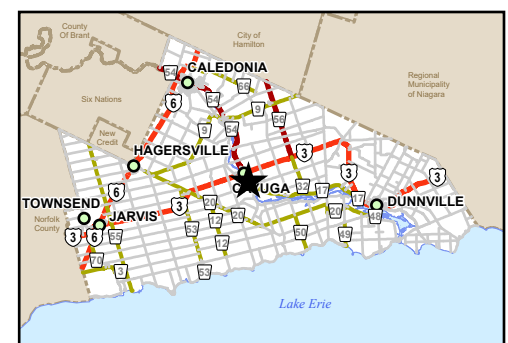 County
Of Brant
City of
Hamilton
Regional
Municipality
of Niagara
CALEDONIA
54
66
6
54
9
56
Six Nations
New
Credit
9
54
HAGERSVILLE
3
3
3
CAYUGA
6
32
17
17
TOWNSEND
JARVIS
3
20
20
12
20
48
DUNNVILLE
Norfolk
County
3
6
55
53
12
50
49
70
3
53
Lake Erie